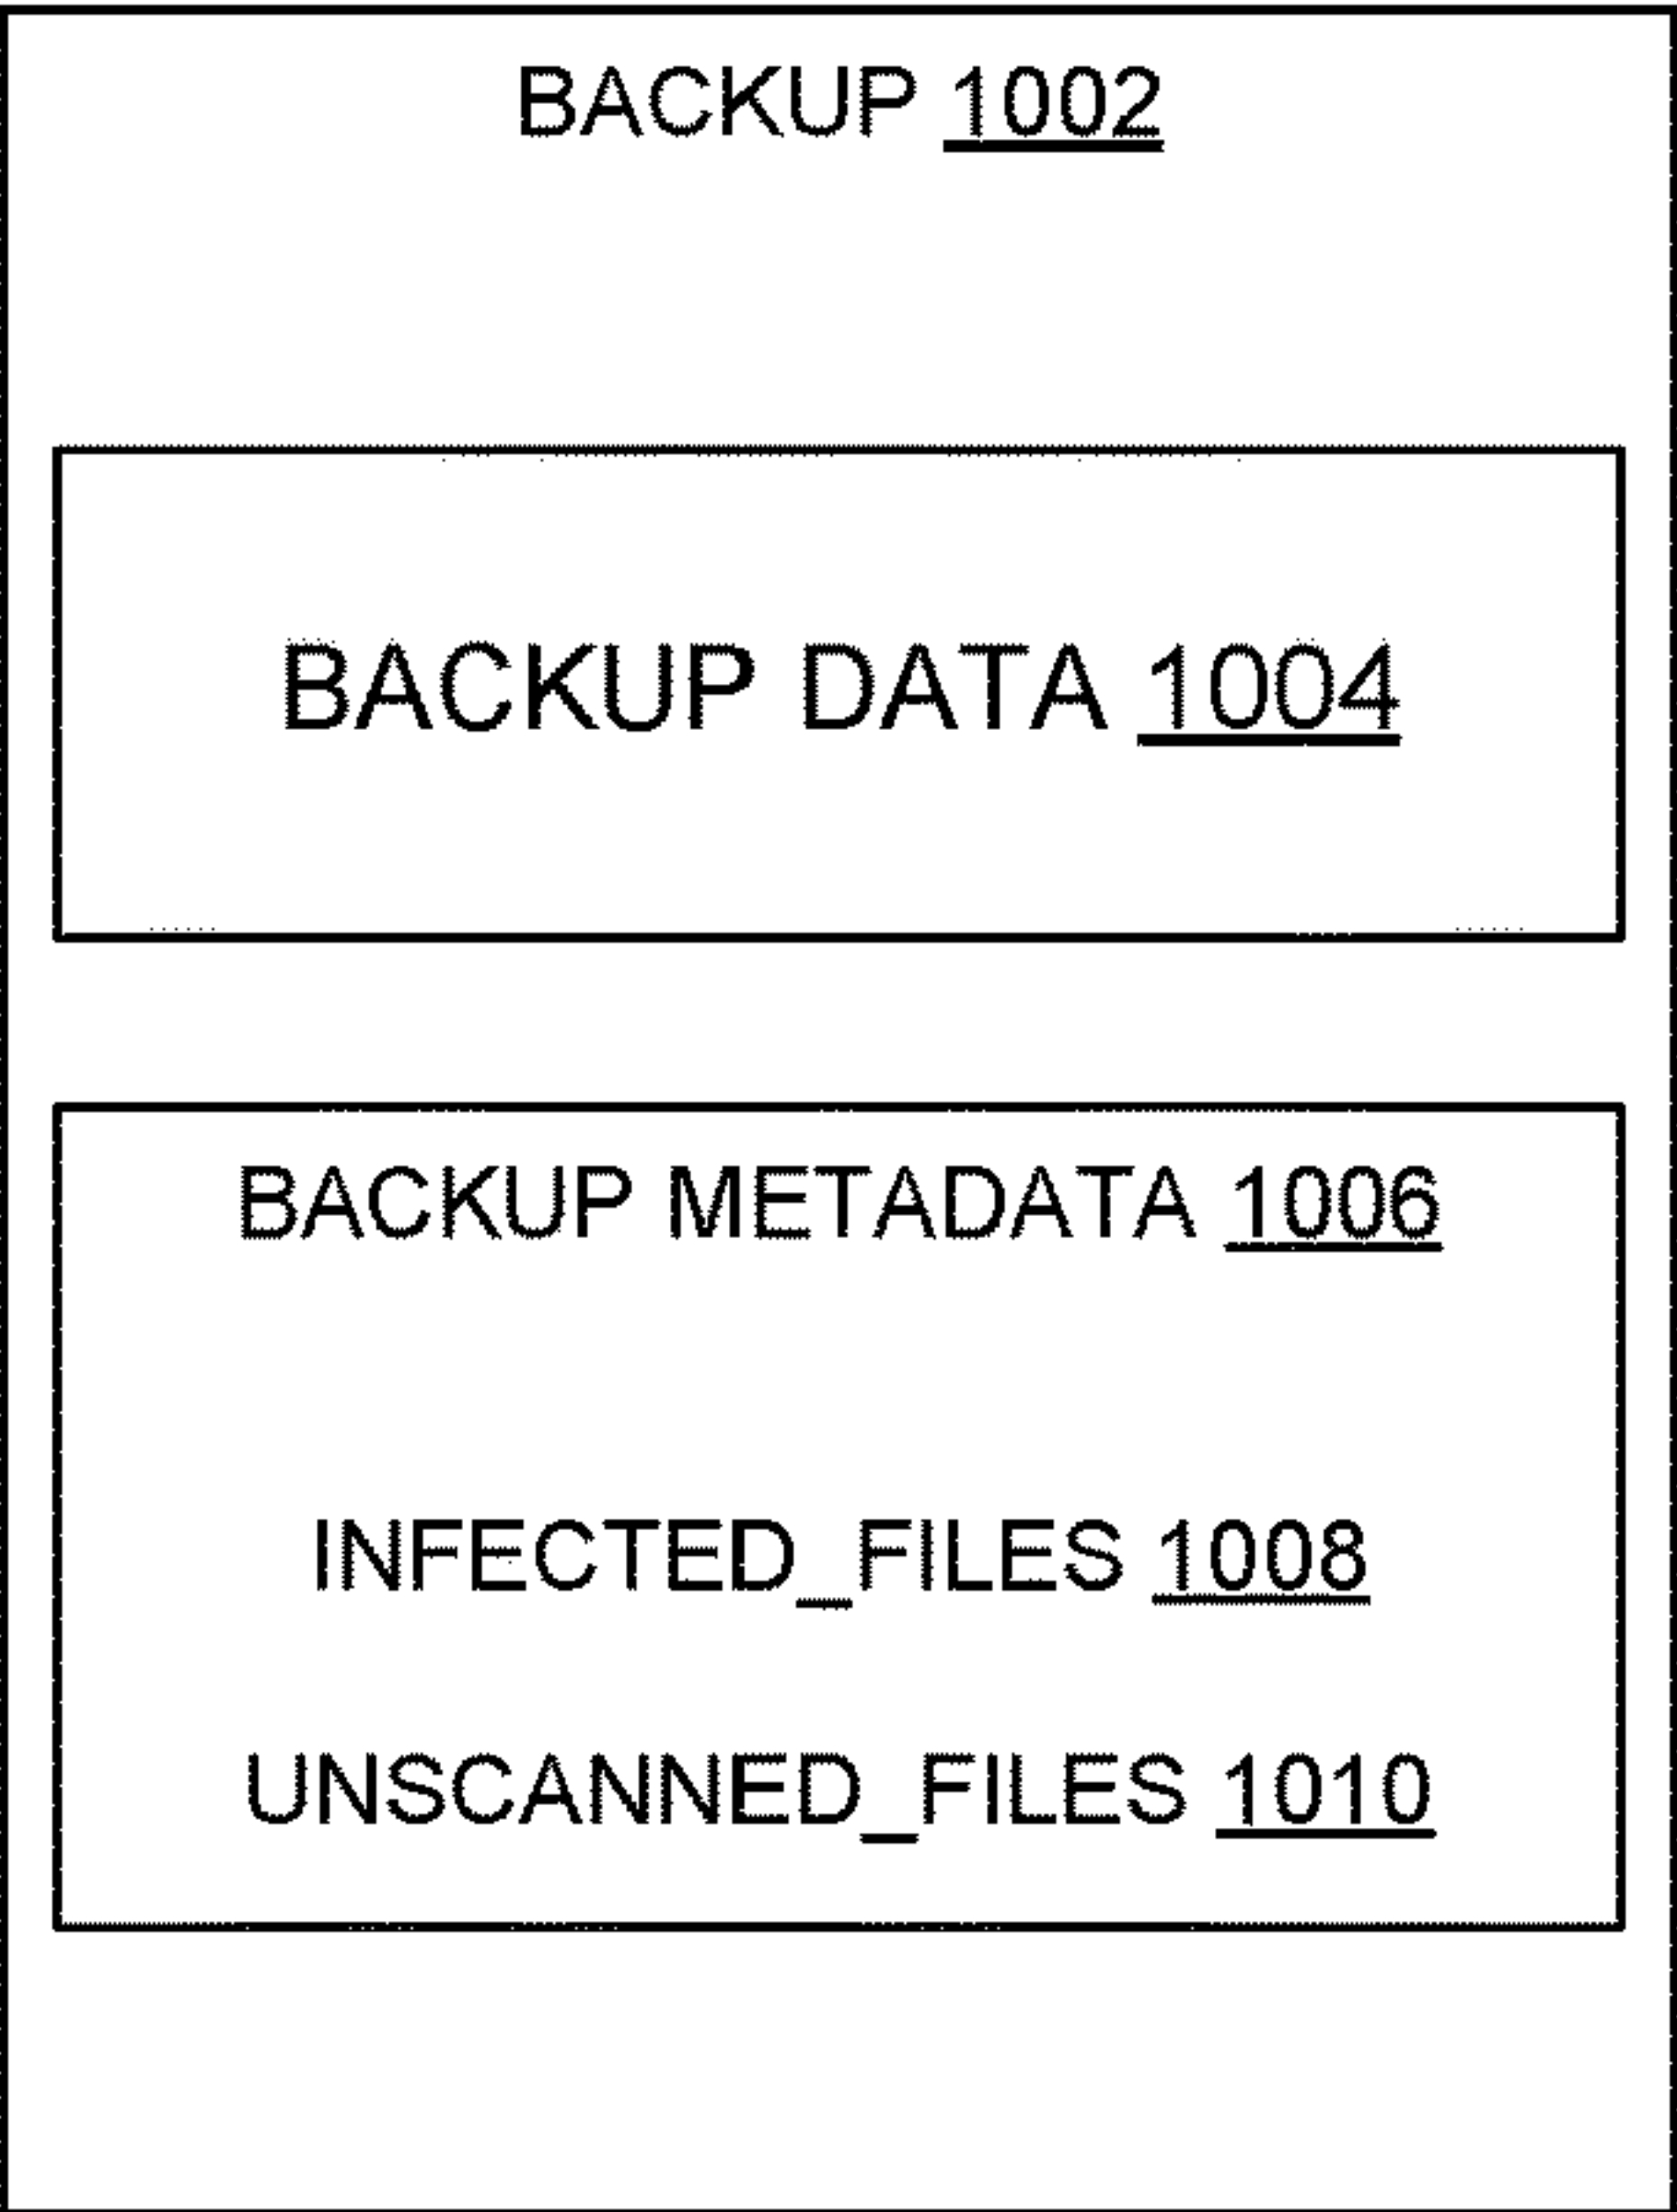 BACKUP 1002
BACKUP DATA 1004
BACKUP METADATA 1006
INFECTED_FILES 1008
UNSCANNED_FILES 1010